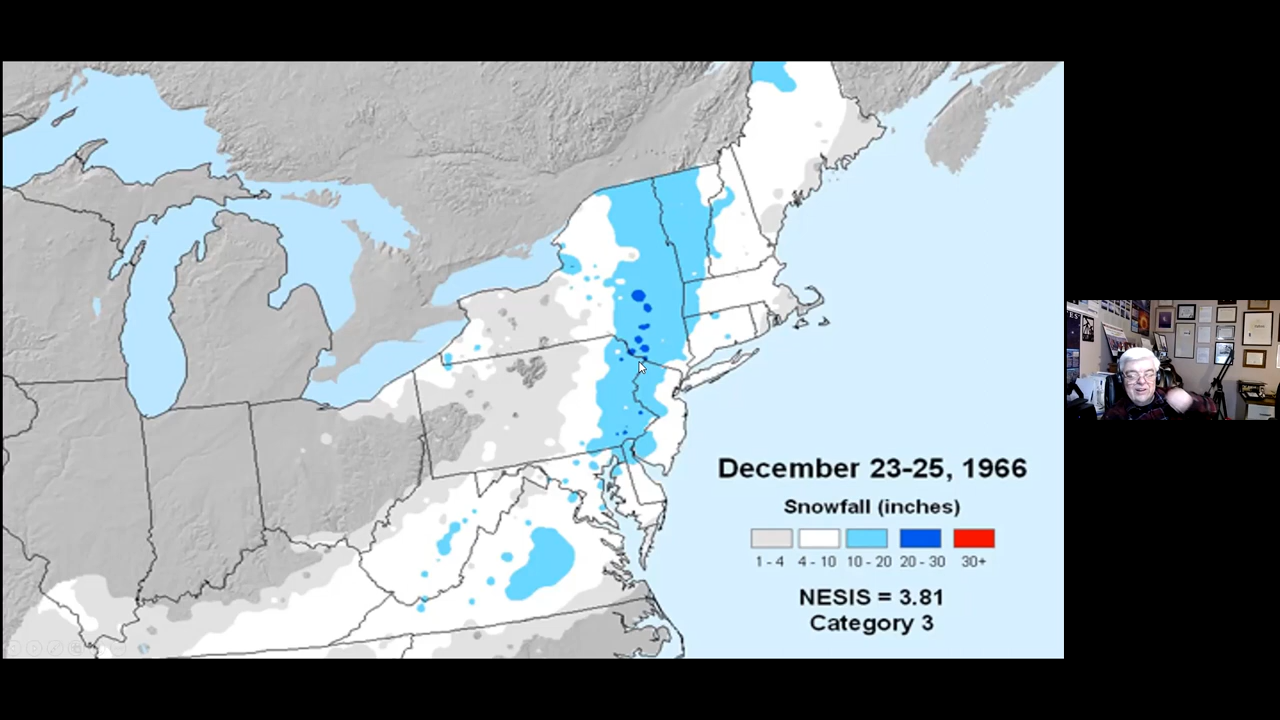 December 23-25, 1966
Snowfall (inches)
1 - 4 4 - 10 10 - 20 20 - 30 30+
NESIS = 3.81
Category 3